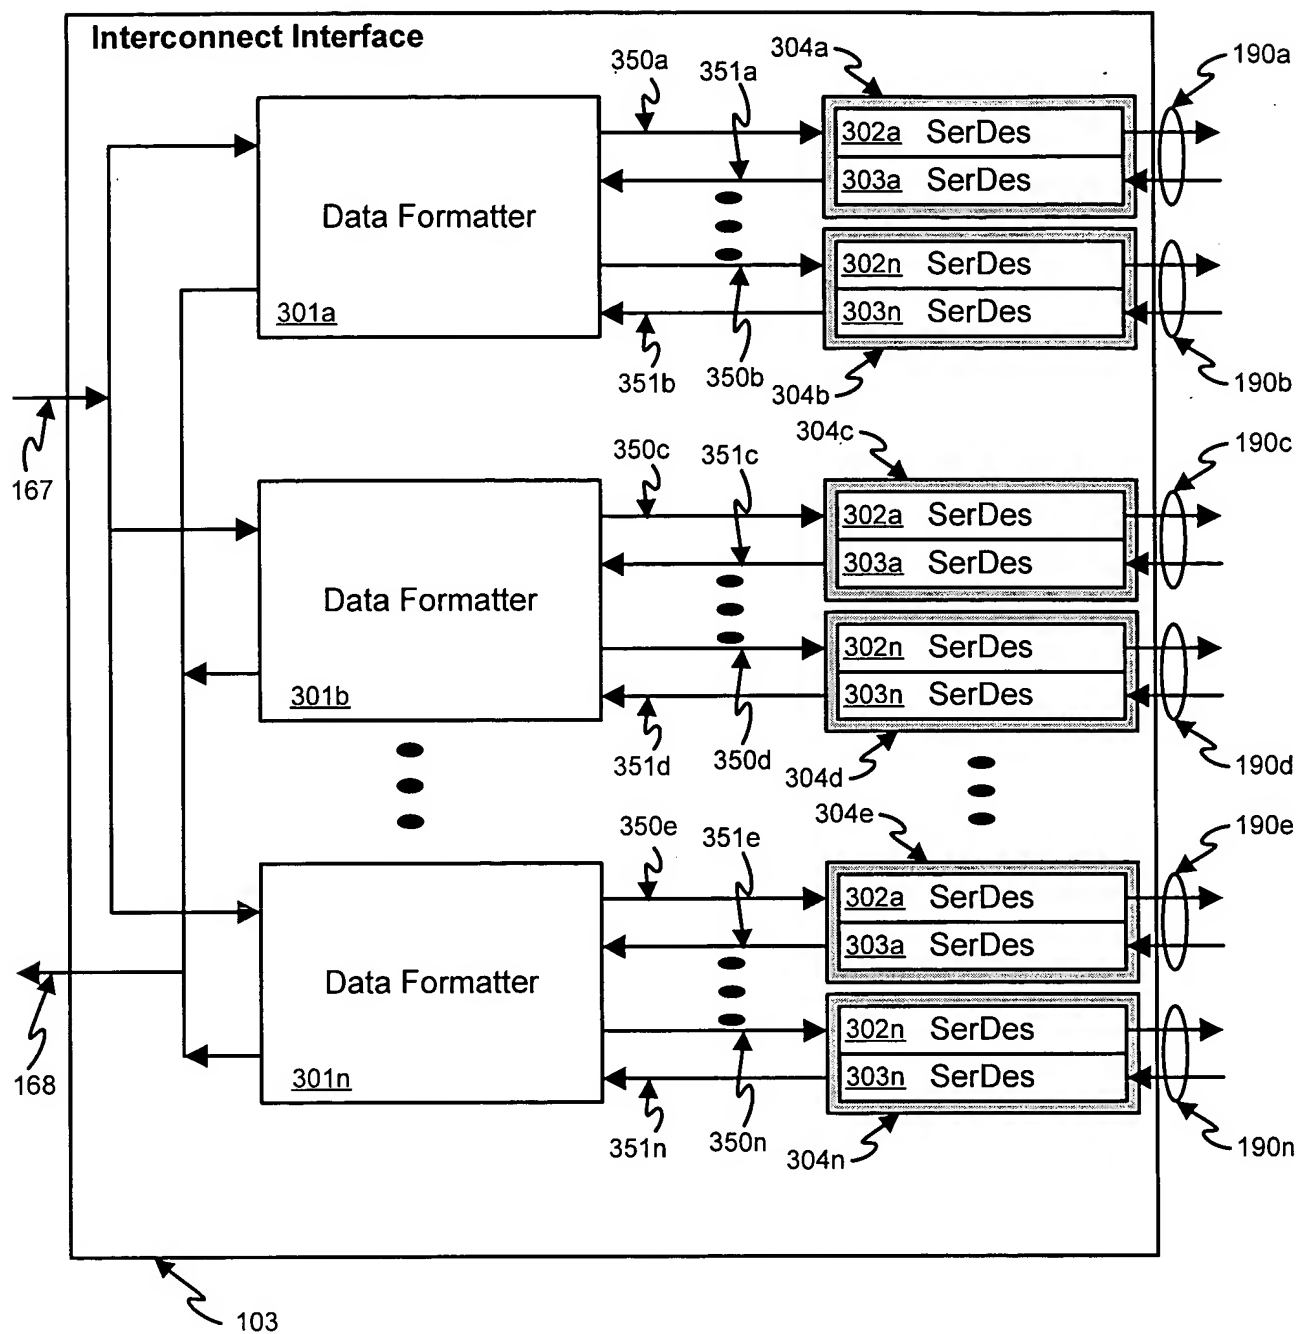 Interconnect Interface
304a
190a
350a
351a
302a SerDes
303a SerDes
Data Formatter
302n SerDes
301a
303n SerDes
351b
350b
304b
190b
167
304c
350c
351c
190c
302a SerDes
303a SerDes
Data Formatter
302n SerDes
301b
303n SerDes
351d
350d
304d
190d
304e
350e
351e
190e
302a SerDes
303a SerDes
Data Formatter
302n SerDes
168
301n
303n SerDes
351n
350n
304n
190n
103